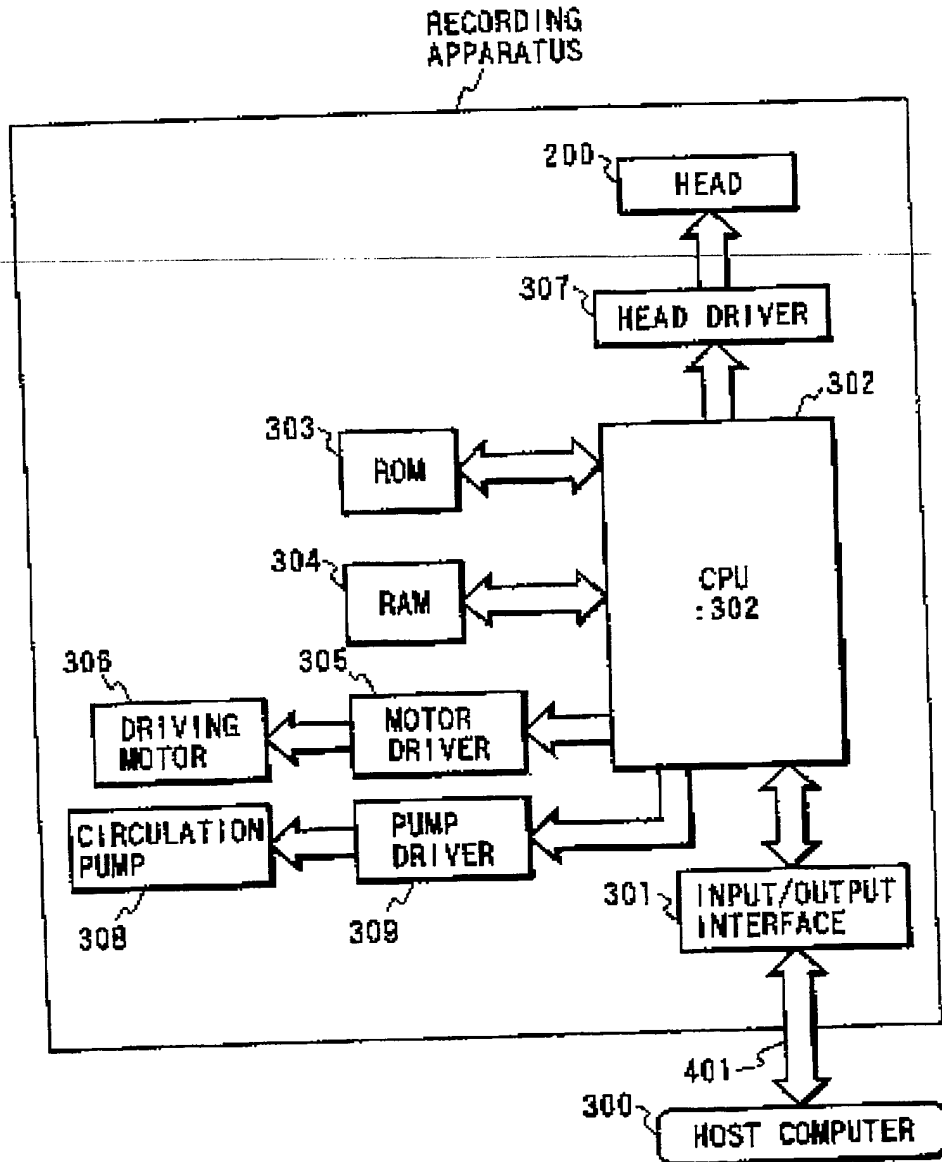 RECORDING
APPARATUS
200
HEAD
307
HEAD DRIVER
302
303
ROM
CPU
:302
304
RAM
306
305
DRIVING
MOTOR
MOTOR
DRIVER
CIRCULATION
PUMP
PUMP
DRIVER
308
309
301
INPUT/OUTPUT
INTERFACE
401
300
HOST COMPUTER